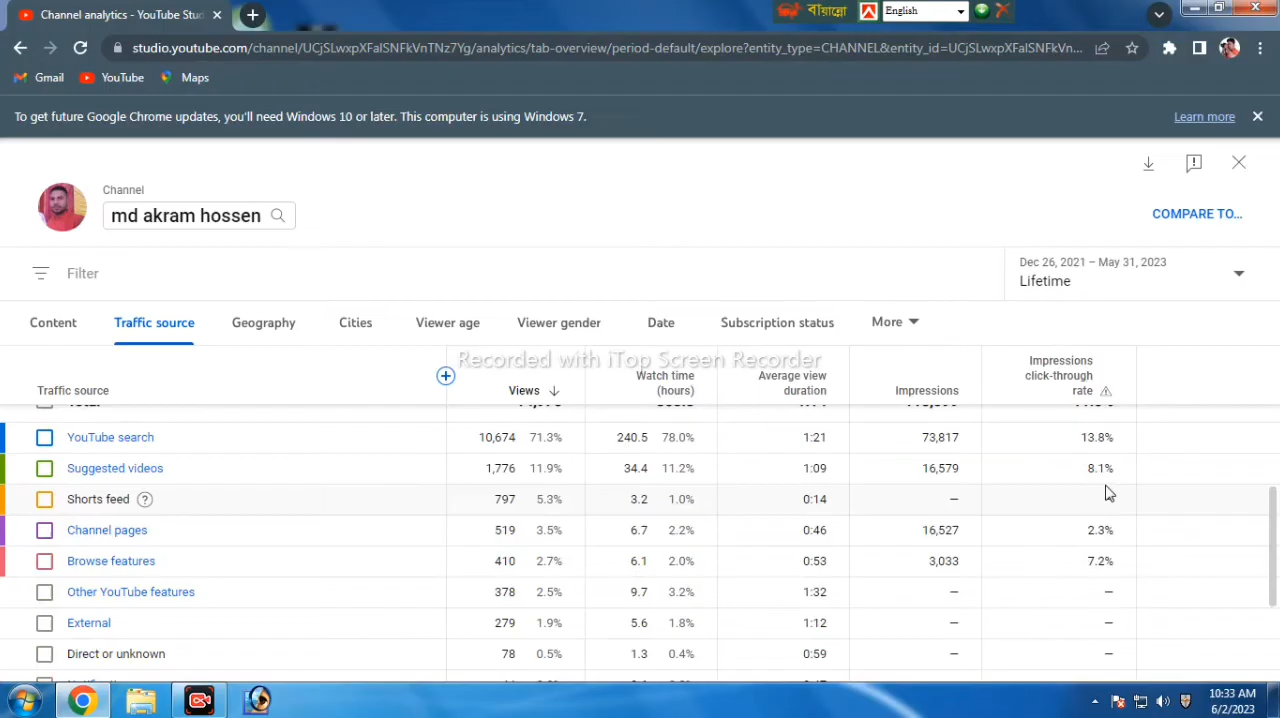 Channel analytics - YouTube Stu
বাঁয়ান্নো English
studio.youtube.com/channel/UCjSLwxpXFalSNFkVnTNz7Yg/analytics/tab-overview/period-default/explore?entity_type=CHANNEL&entity_id=UCjSLwxpXFalSNFkVn...
Gmail YouTube Maps
To get future Google Chrome updates, you'll need Windows 10 or later. This computer is using Windows 7. Learn more
Channel
md akram hossen
COMPARE TO...
Filter
Dec 26, 2021 – May 31, 2023
Lifetime
Content Traffic source Geography Cities Viewer age Viewer gender Date Subscription status More
Recorded with iTop Screen Recorder
Traffic source Views Watch time (hours) Average view duration Impressions Impressions click-through rate
Total
YouTube search 10,674 71.3% 240.5 78.0% 1:21 73,817 13.8%
Suggested videos 1,776 11.9% 34.4 11.2% 1:09 16,579 8.1%
Shorts feed ? 797 5.3% 3.2 1.0% 0:14 –
Channel pages 519 3.5% 6.7 2.2% 0:46 16,527 2.3%
Browse features 410 2.7% 6.1 2.0% 0:53 3,033 7.2%
Other YouTube features 378 2.5% 9.7 3.2% 1:32 – –
External 279 1.9% 5.6 1.8% 1:12 – –
Direct or unknown 78 0.5% 1.3 0.4% 0:59 – –
10:33 AM
6/2/2023